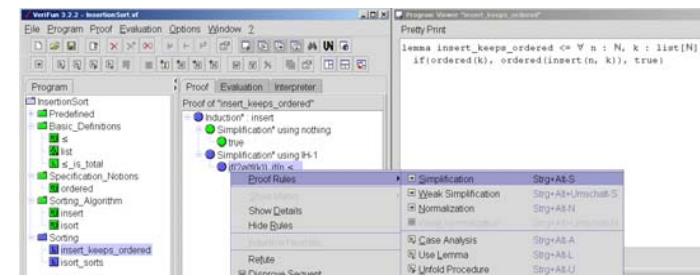 VeriFun 3.2.2 - InsertionSort.vf
File Program Proof Evaluation Options Window ?
Program
InsertionSort
Predefined
Basic_Definitions
≤
list
≤_is_total
Specification_Notions
ordered
Sorting_Algorithm
insert
isort
Sorting
insert_keeps_ordered
isort_sorts
Proof Evaluation Interpreter
Proof of "insert_keeps_ordered"
Induction* : insert
Simplification* using nothing
true
Simplification* using IH-1
Proof Rules
Show Details
Hide Rules
Refute
Disprove Sequent
Simplification Strg+Alt-S
Weak Simplification Strg+Alt+Umschalt-S
Normalization Strg+Alt-N
Case Analysis Strg+Alt-A
Use Lemma Strg+Alt-L
Unfold Procedure Strg+Alt-U
Program Viewer "insert_keeps_ordered"
Pretty Print
lemma insert_keeps_ordered <= ∀ n : N, k : list[N]
if(ordered(k), ordered(insert(n, k)), true)